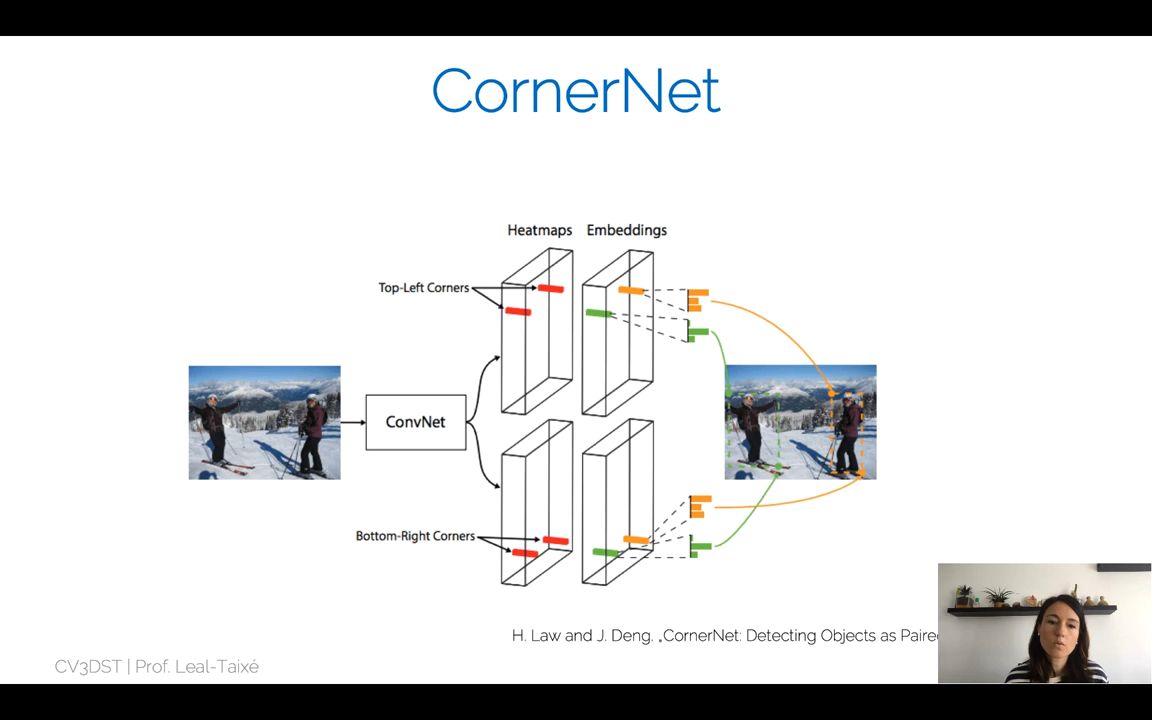 CornerNet
Heatmaps Embeddings
Top-Left Corners
ConvNet
Bottom-Right Corners
H. Law and J. Deng. „CornerNet: Detecting Objects as Paire
CV3DST | Prof. Leal-Taixé